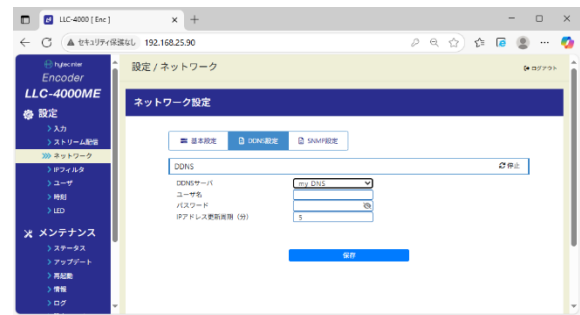 LLC-4000 [ Enc ]
セキュリティ保護なし 192.168.25.90
hytec inter
Encoder
LLC-4000ME
設定
入力
ストリーム配信
ネットワーク
IPフィルタ
ユーザ
時刻
LED
メンテナンス
ステータス
アップデート
再起動
情報
ログ
設定 / ネットワーク
ログアウト
ネットワーク設定
基本設定
DDNS設定
SNMP設定
DDNS
停止
DDNSサーバ
my DNS
ユーザ名
パスワード
IPアドレス更新周期（分）
5
保存